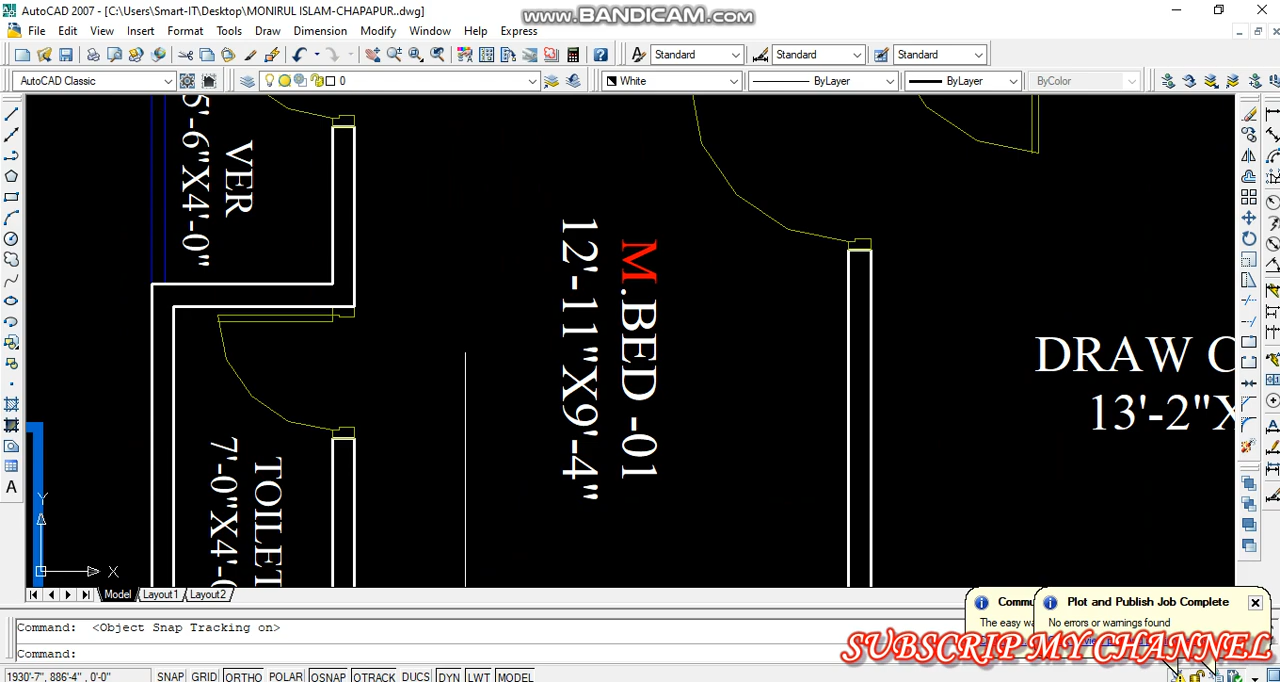 AutoCAD 2007 - [C:\Users\Smart-IT\Desktop\MONIRUL ISLAM-CHAPAPUR..dwg]
www.BANDICAM.com
File Edit View Insert Format Tools Draw Dimension Modify Window Help Express
Standard Standard Standard
AutoCAD Classic 0 White ByLayer ByLayer ByColor
VER
5'-6"X4'-0"
M.BED -01
12'-11"X9'-4"
DRAW
13'-2"X
TOILET
7'-0"X4'-
Y
X
Model Layout1 Layout2
Command: <Object Snap Tracking on>
Command:
Plot and Publish Job Complete
The easy
No errors or warnings found
SUBSCRIP MY CHANNEL
1930'-7", 886'-4" , 0'-0" SNAP GRID ORTHO POLAR OSNAP OTRACK DUCS DYN LWT MODEL